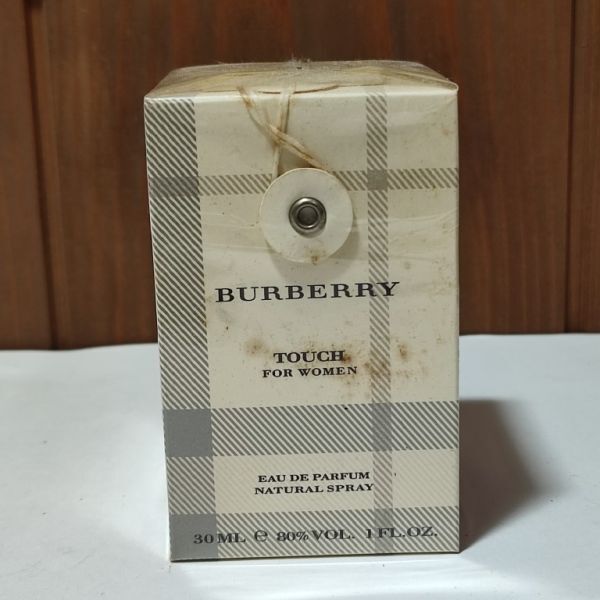 BURBERRY
TOUCH
FOR WOMEN
EAU DE PARFUM
NATURAL SPRAY
30 ML ℮ 80% VOL. 1 FL.OZ.